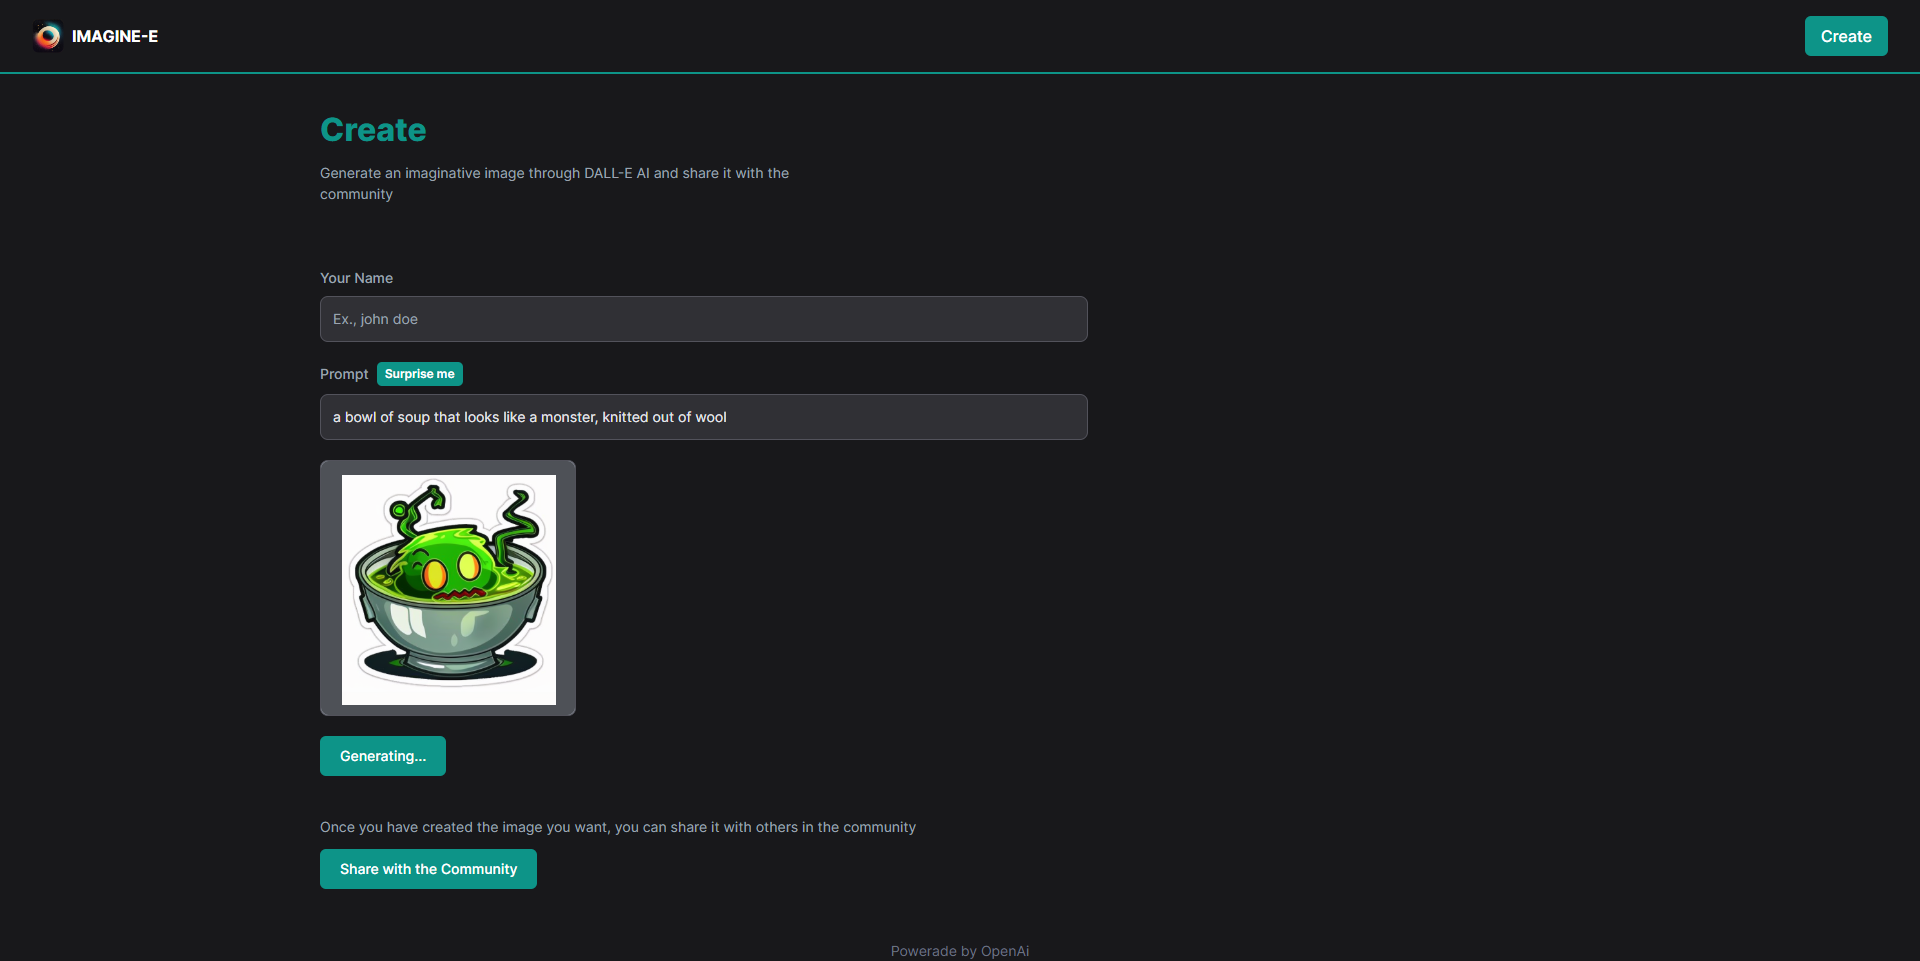 IMAGINE-E
Create
Create
Generate an imaginative image through DALL-E AI and share it with the
community
Your Name
Ex., john doe
Prompt Surprise me
a bowl of soup that looks like a monster, knitted out of wool
Generating...
Once you have created the image you want, you can share it with others in the community
Share with the Community
Powerade by OpenAi